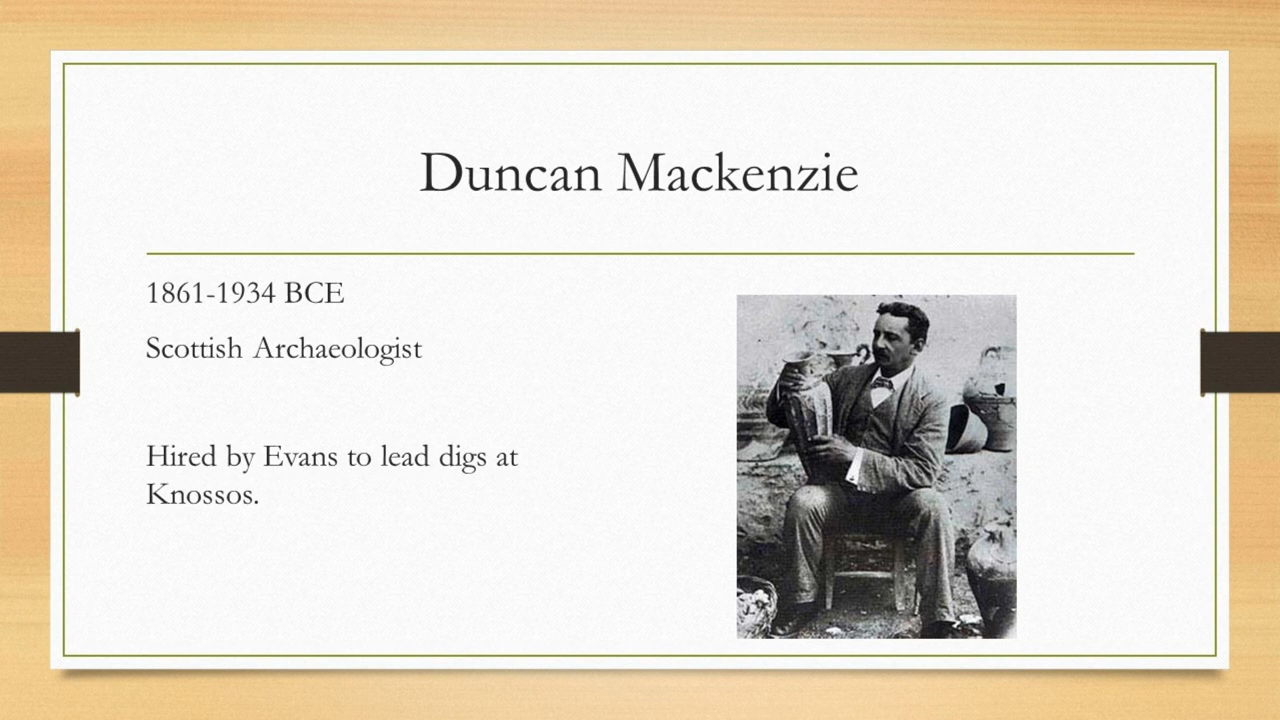 Duncan Mackenzie
1861-1934 BCE
Scottish Archaeologist
Hired by Evans to lead digs at
Knossos.